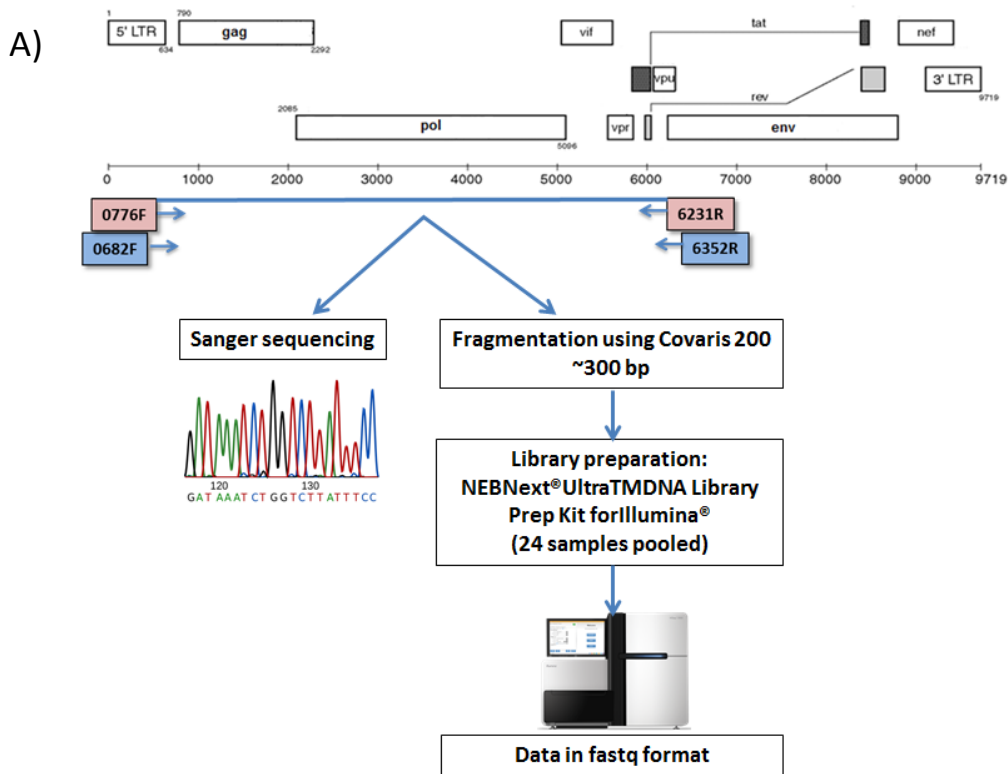 A)
1
790
5' LTR
gag
634
2292
vif
tat
nef
vpu
rev
3' LTR
9719
2085
pol
5096
vpr
env
0 1000 2000 3000 4000 5000 6000 7000 8000 9000 9719
0776F
6231R
0682F
6352R
Sanger sequencing
Fragmentation using Covaris 200
~300 bp
120 130
GATAAATCTGGTCTTATTTCC
Library preparation:
NEBNext®UltraTMDNA Library
Prep Kit forIllumina®
(24 samples pooled)
Data in fastq format